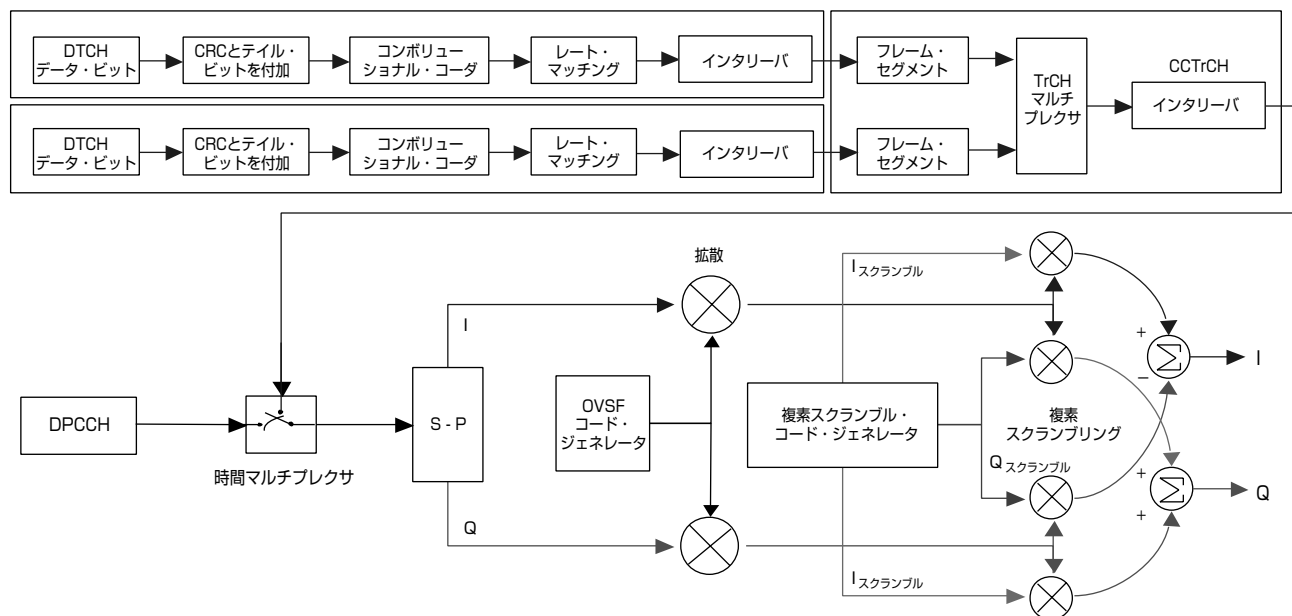 DTCH
データ・ビット
CRCとテイル・
ビットを付加
コンボリュー
ショナル・コーダ
レート・
マッチング
インタリーバ
フレーム・
セグメント
TrCH
マルチ
プレクサ
CCTrCH
インタリーバ
DTCH
データ・ビット
CRCとテイル・
ビットを付加
コンボリュー
ショナル・コーダ
レート・
マッチング
インタリーバ
フレーム・
セグメント
拡散
I スクランブル
I
+
−
Σ
I
DPCCH
時間マルチプレクサ
S - P
OVSF
コード・
ジェネレータ
複素スクランブル・
コード・ジェネレータ
複素
スクランブリング
Q スクランブル
+
+
Σ
Q
Q
I スクランブル